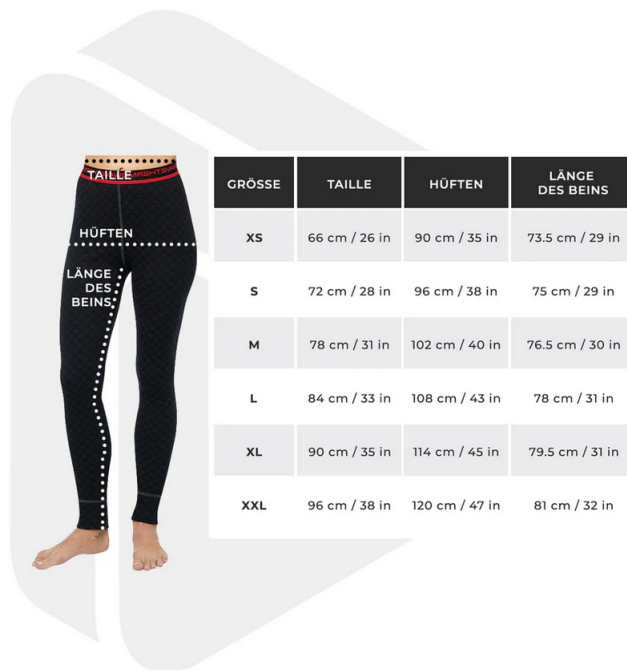 TAILLE
HÜFTEN
LÄNGE
DES
BEINS
GRÖSSE TAILLE HÜFTEN LÄNGE DES BEINS
XS 66 cm / 26 in 90 cm / 35 in 73.5 cm / 29 in
S 72 cm / 28 in 96 cm / 38 in 75 cm / 29 in
M 78 cm / 31 in 102 cm / 40 in 76.5 cm / 30 in
L 84 cm / 33 in 108 cm / 43 in 78 cm / 31 in
XL 90 cm / 35 in 114 cm / 45 in 79.5 cm / 31 in
XXL 96 cm / 38 in 120 cm / 47 in 81 cm / 32 in